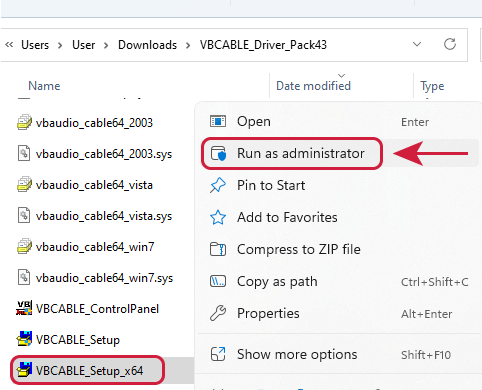 « Users > User > Downloads > VBCABLE_Driver_Pack43
Name Date modified Type
vbaudio_cable64_2003
vbaudio_cable64_2003.sys
vbaudio_cable64_vista
vbaudio_cable64_vista.sys
vbaudio_cable64_win7
vbaudio_cable64_win7.sys
VBCABLE_ControlPanel
VBCABLE_Setup
VBCABLE_Setup_x64
Open Enter
Run as administrator
Pin to Start
Add to Favorites
Compress to ZIP file
Copy as path Ctrl+Shift+C
Properties Alt+Enter
Show more options Shift+F10